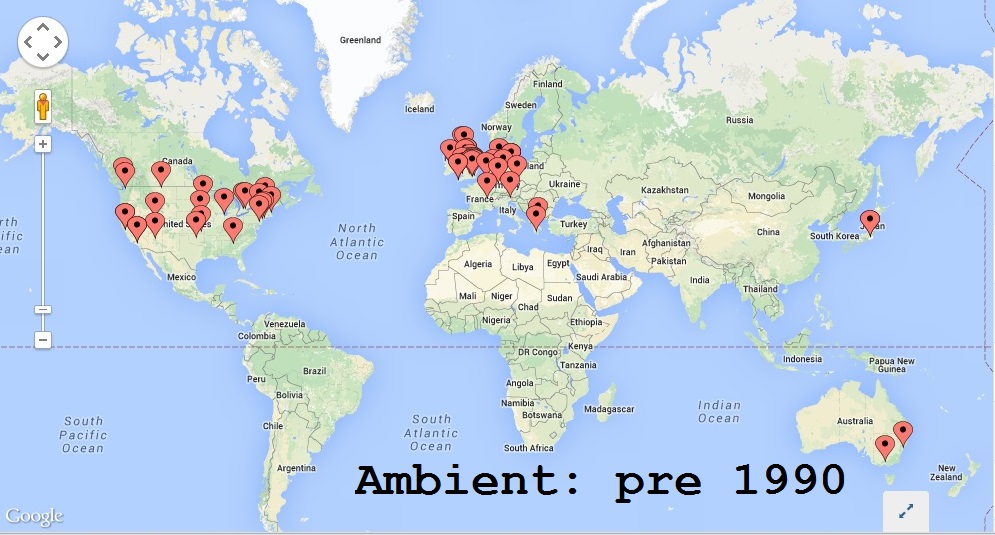 Greenland
Iceland
Finland
Sweden
Norway
Russia
Canada
Ukraine
Kazakhstan
Mongolia
France
Italy
Spain
Turkey
China
South Korea
North
Atlantic
Ocean
Iraq
Iran
Afghanistan
Pakistan
Algeria
Libya
Egypt
Saudi Arabia
India
Mexico
Thailand
Mali
Niger
Chad
Sudan
Nigeria
Ethiopia
Venezuela
Colombia
DR Congo
Kenya
Tanzania
Indonesia
Papua New
Guinea
Peru
Brazil
Bolivia
Angola
Namibia
Botswana
Madagascar
Chile
South
Pacific
Ocean
South
Atlantic
Ocean
Indian
Ocean
Australia
South Africa
Argentina
New
Zealand
Ambient: pre 1990
Google